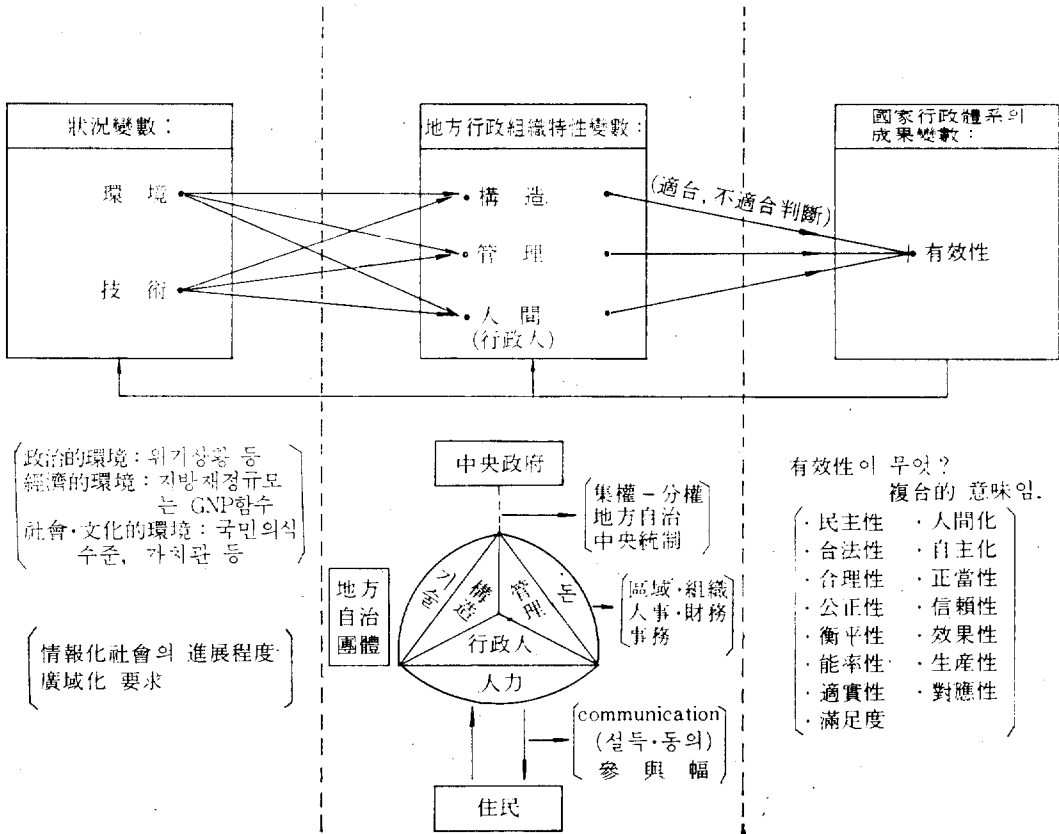 狀況變數 :
環 境
技 術
地方行政組織特性變數 :
構 造
管 理
人 間
(行政人)
(適台, 不適合判斷)
國家行政體系의
成果變數 :
有效性
政治的環境 : 위기상황 등
經濟的環境 : 지방재정규모
는 GNP함수
社會·文化的環境 : 국민의식
수준, 가치관 등
情報化社會의 進展程度
廣域化 要求
中央政府
集權 - 分權
地方自治
中央統制
地方
自治
團體
기술
構造
管理
돈
行政人
人力
區域·組織
人事·財務
事務
communication
(설득·동의)
參 與 幅
住民
有效性이 무엇?
複台的 意味임.
· 民主性 · 人間化
· 合法性 · 自主化
· 合理性 · 正當性
· 公正性 · 信賴性
· 衡平性 · 效果性
· 能率性 · 生産性
· 適實性 · 對應性
· 滿足度